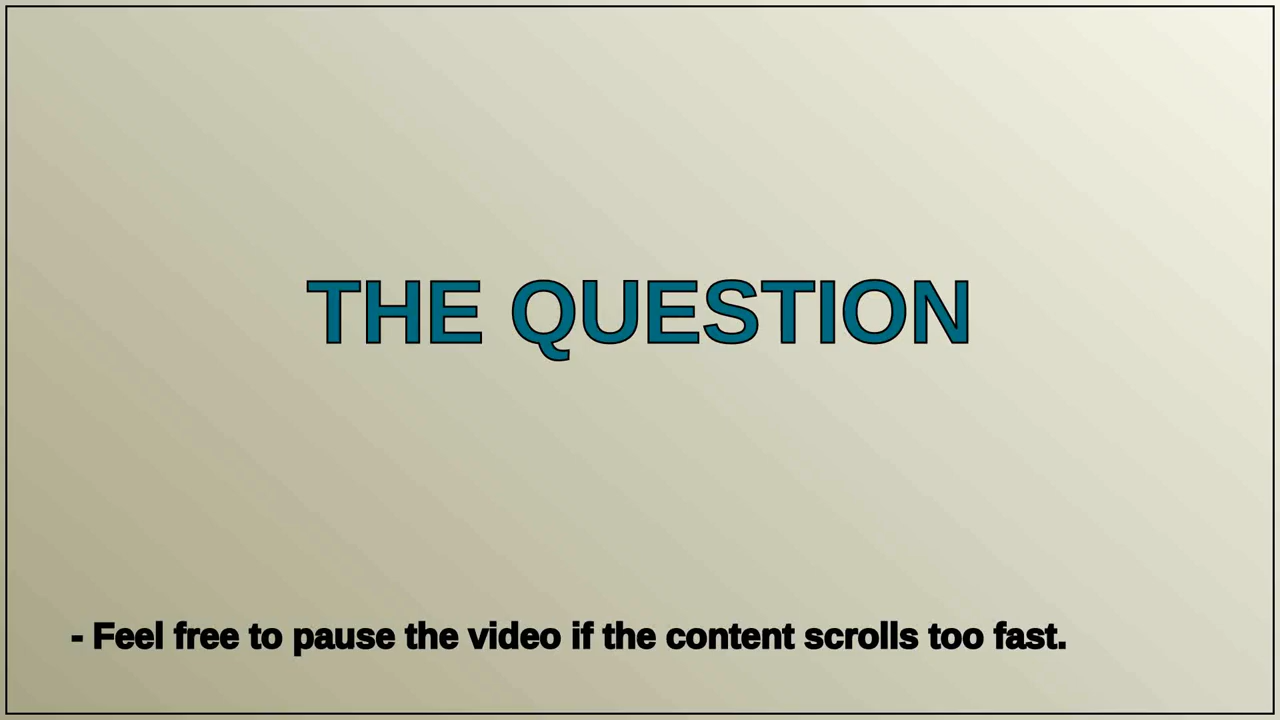 THE QUESTION
- Feel free to pause the video if the content scrolls too fast.